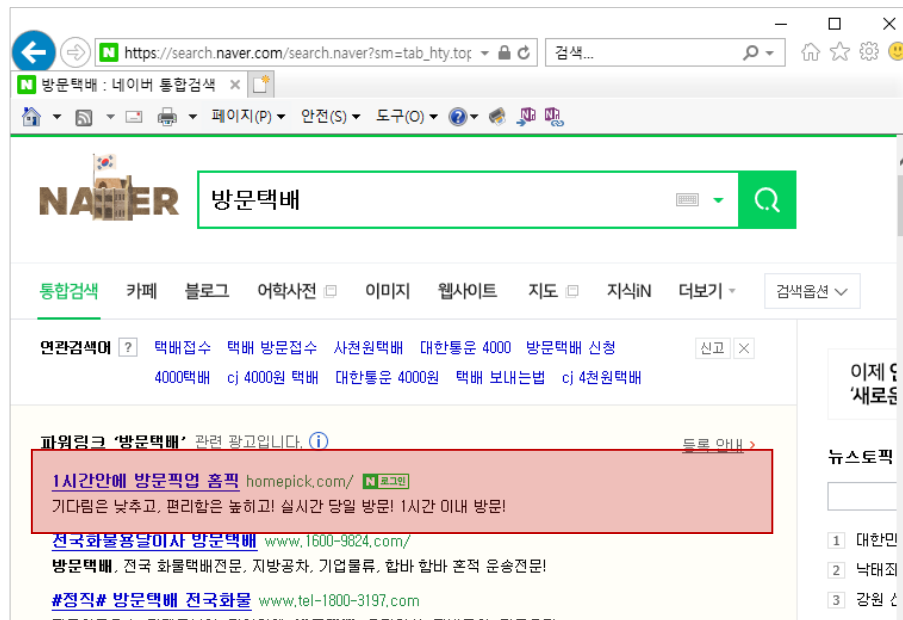 https://search.naver.com/search.naver?sm=tab_hty.top
검색...
방문택배 : 네이버 통합검색
페이지(P) 안전(S) 도구(O)
NAVER
방문택배
통합검색 카페 블로그 어학사전 이미지 웹사이트 지도 지식iN 더보기 검색옵션
연관검색어 ? 택배접수 택배 방문접수 사천원택배 대한통운 4000 방문택배 신청 신고
4000택배 cj 4000원 택배 대한통운 4000원 택배 보내는법 cj 4천원택배
이제
'새로운
파워링크 '방문택배' 관련 광고입니다. 등록 안내
뉴스토픽
1시간안에 방문픽업 홈픽 homepick.com/ N 로그인
기다림은 낮추고, 편리함은 높히고! 실시간 당일 방문! 1시간 이내 방문!
전국화물용달이사 방문택배 www.1600-9824.com/
1 대한민
방문택배, 전국 화물택배전문, 지방공차, 기업물류, 합바 합바 혼적 운송전문!
2 낙태죄
#정직# 방문택배 전국화물 www.tel-1800-3197.com
3 강원